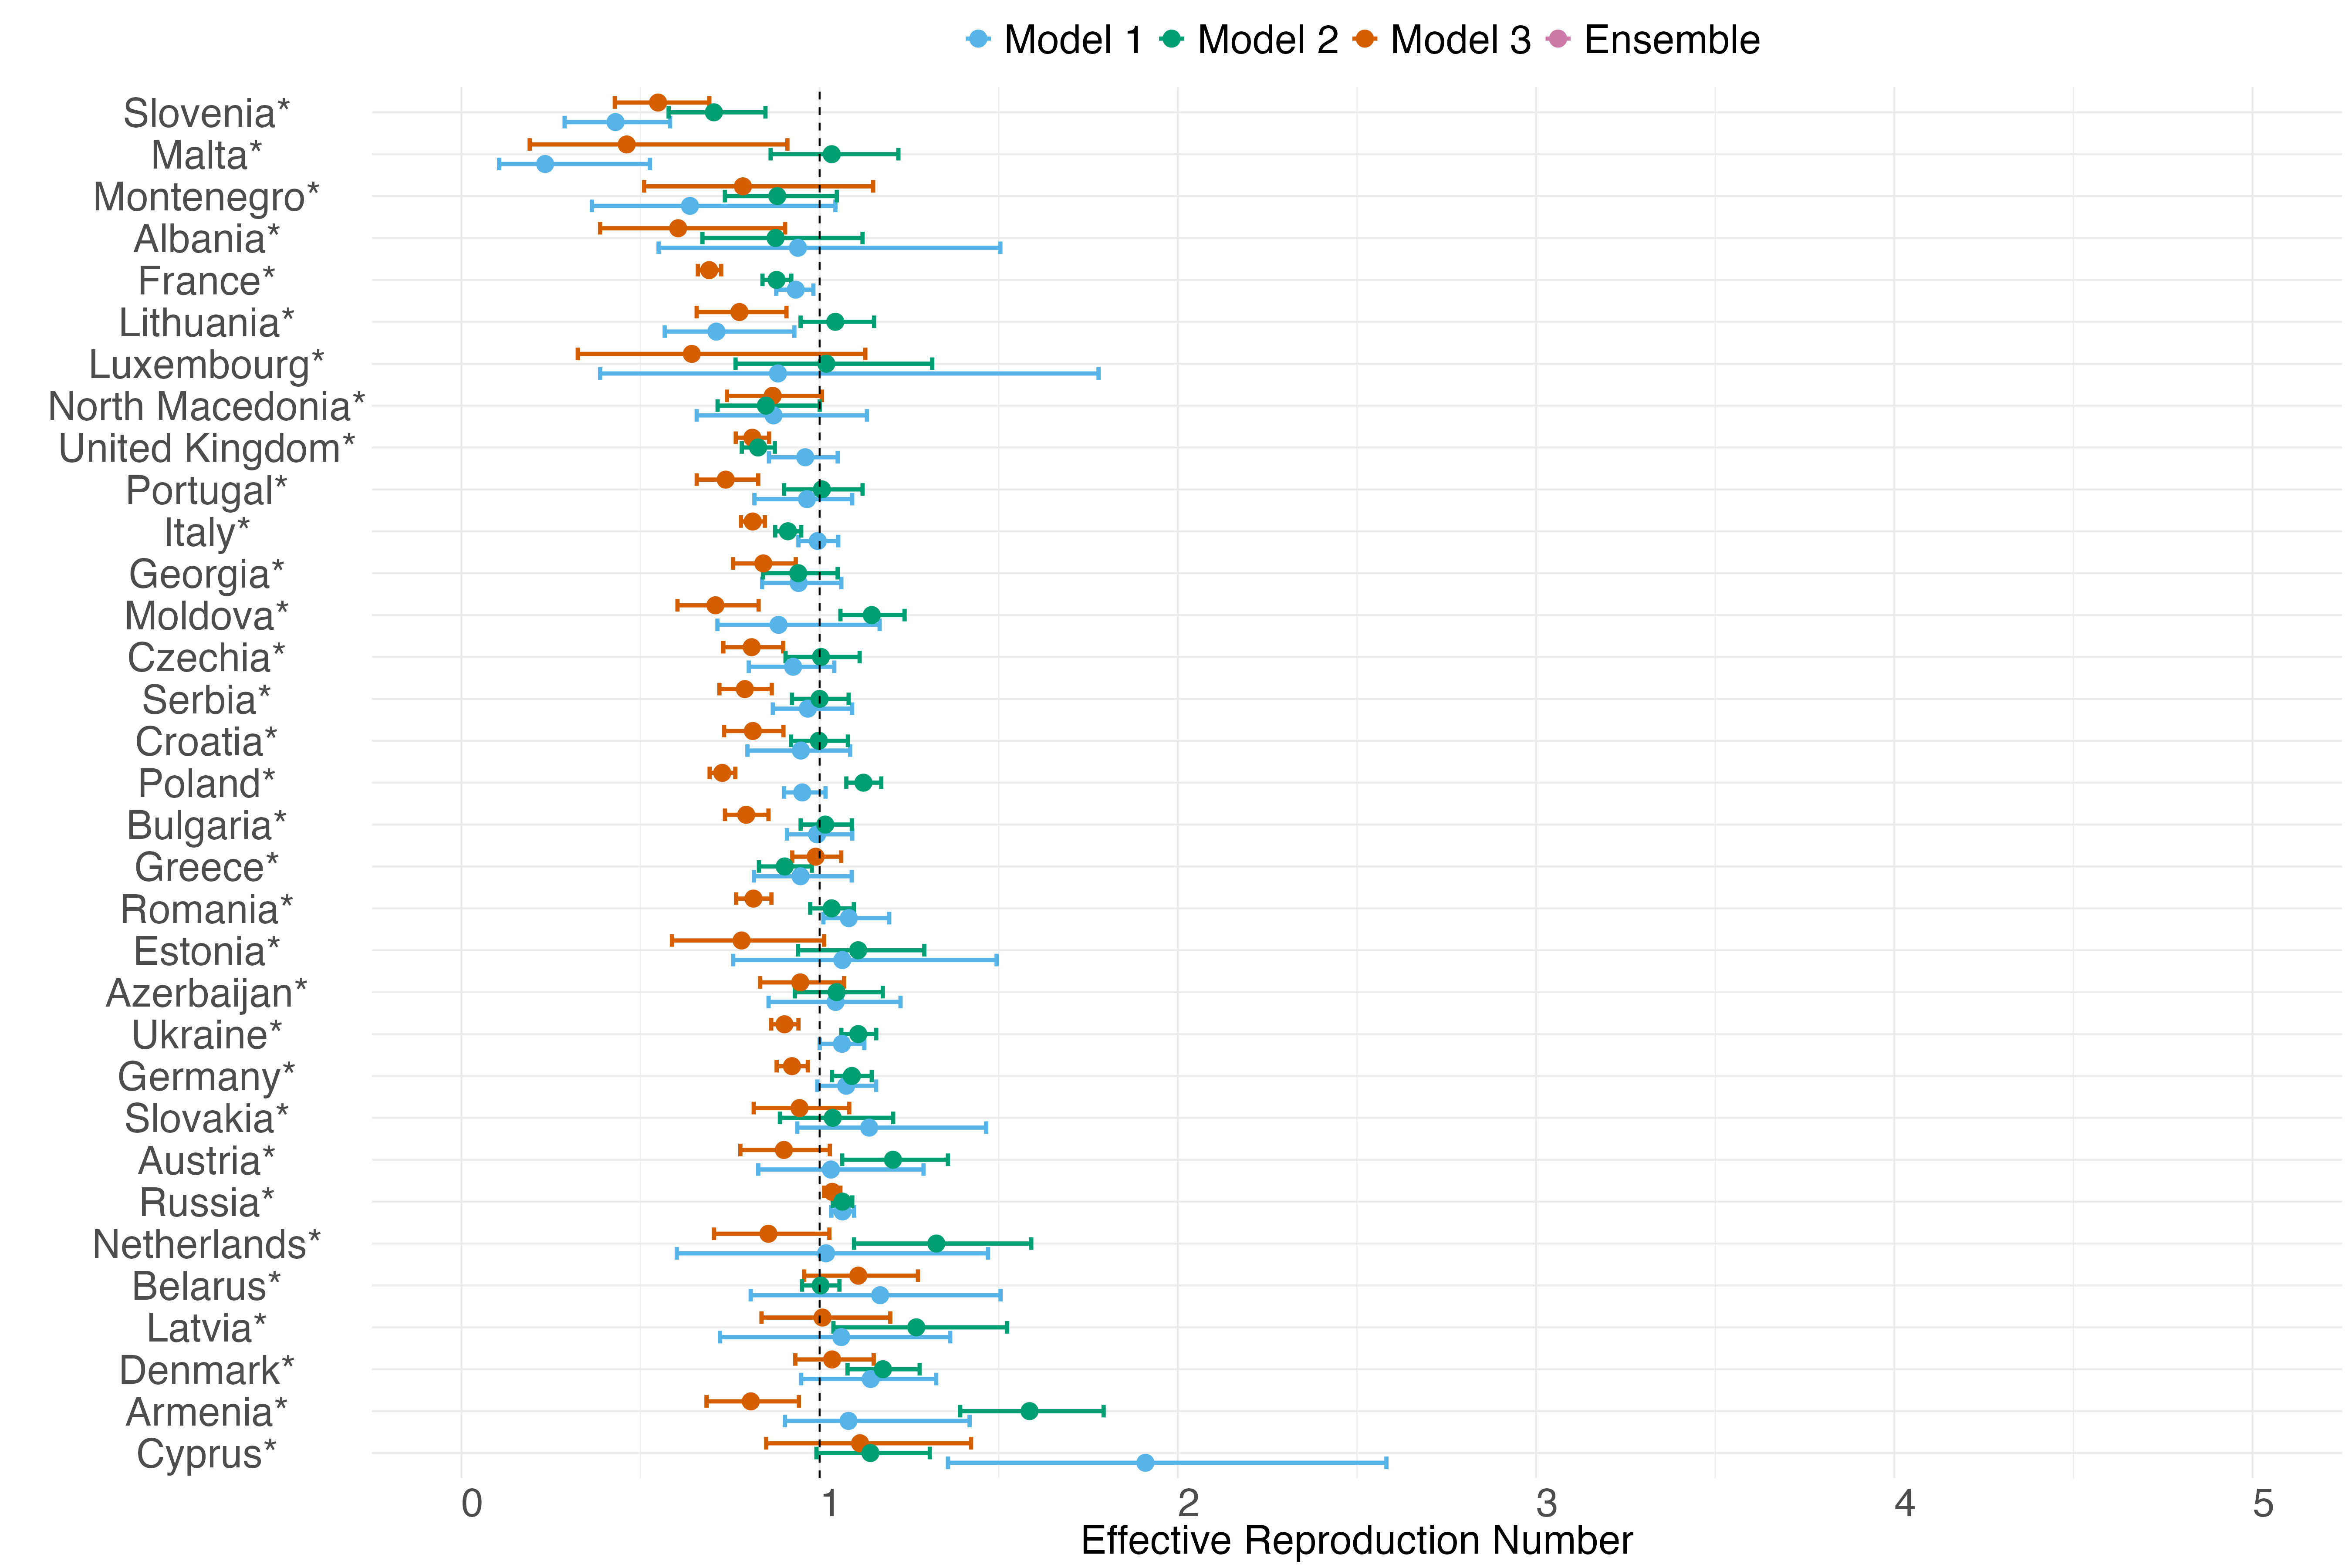 Model 1 Model 2 Model 3 Ensemble
Slovenia*
Malta*
Montenegro*
Albania*
France*
Lithuania*
Luxembourg*
North Macedonia*
United Kingdom*
Portugal*
Italy*
Georgia*
Moldova*
Czechia*
Serbia*
Croatia*
Poland*
Bulgaria*
Greece*
Romania*
Estonia*
Azerbaijan*
Ukraine*
Germany*
Slovakia*
Austria*
Russia*
Netherlands*
Belarus*
Latvia*
Denmark*
Armenia*
Cyprus*
0 1 2 3 4 5
Effective Reproduction Number